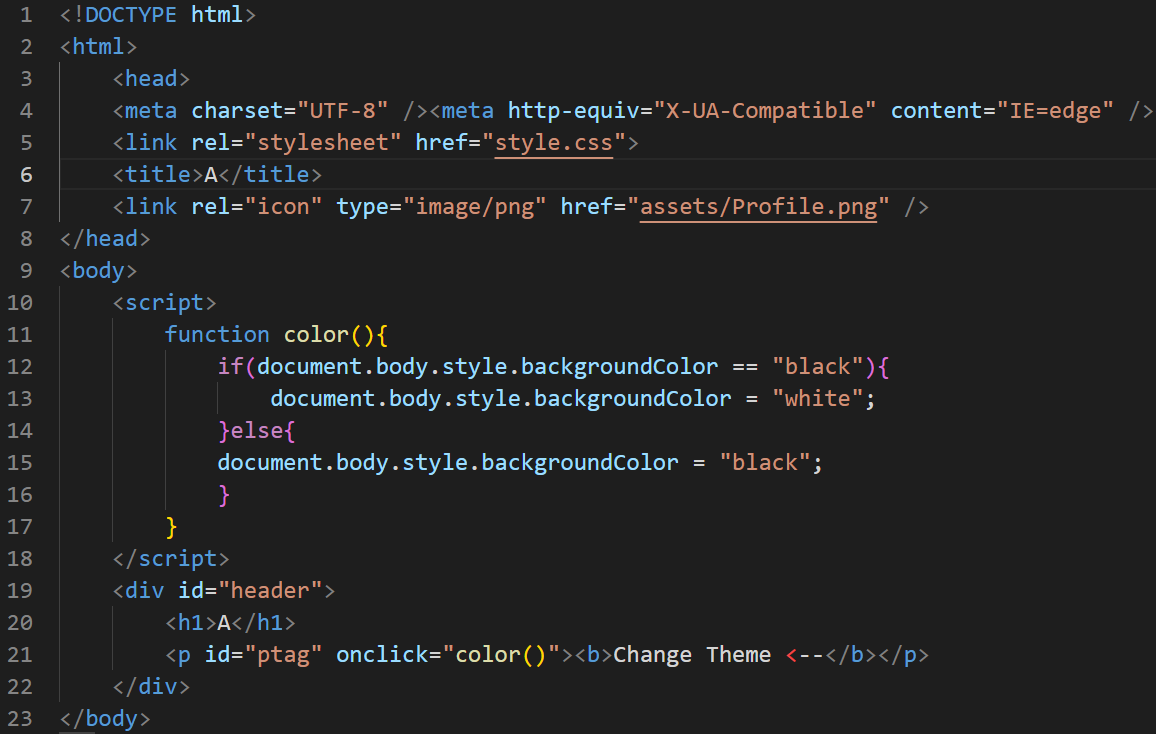 1 <!DOCTYPE html>
2 <html>
3     <head>
4     <meta charset="UTF-8" /><meta http-equiv="X-UA-Compatible" content="IE=edge" />
5     <link rel="stylesheet" href="style.css">
6     <title>A</title>
7     <link rel="icon" type="image/png" href="assets/Profile.png" />
8 </head>
9 <body>
10     <script>
11         function color(){
12             if(document.body.style.backgroundColor == "black"){
13                 document.body.style.backgroundColor = "white";
14             }else{
15             document.body.style.backgroundColor = "black";
16             }
17         }
18     </script>
19     <div id="header">
20         <h1>A</h1>
21         <p id="ptag" onclick="color()"><b>Change Theme <--</b></p>
22     </div>
23 </body>